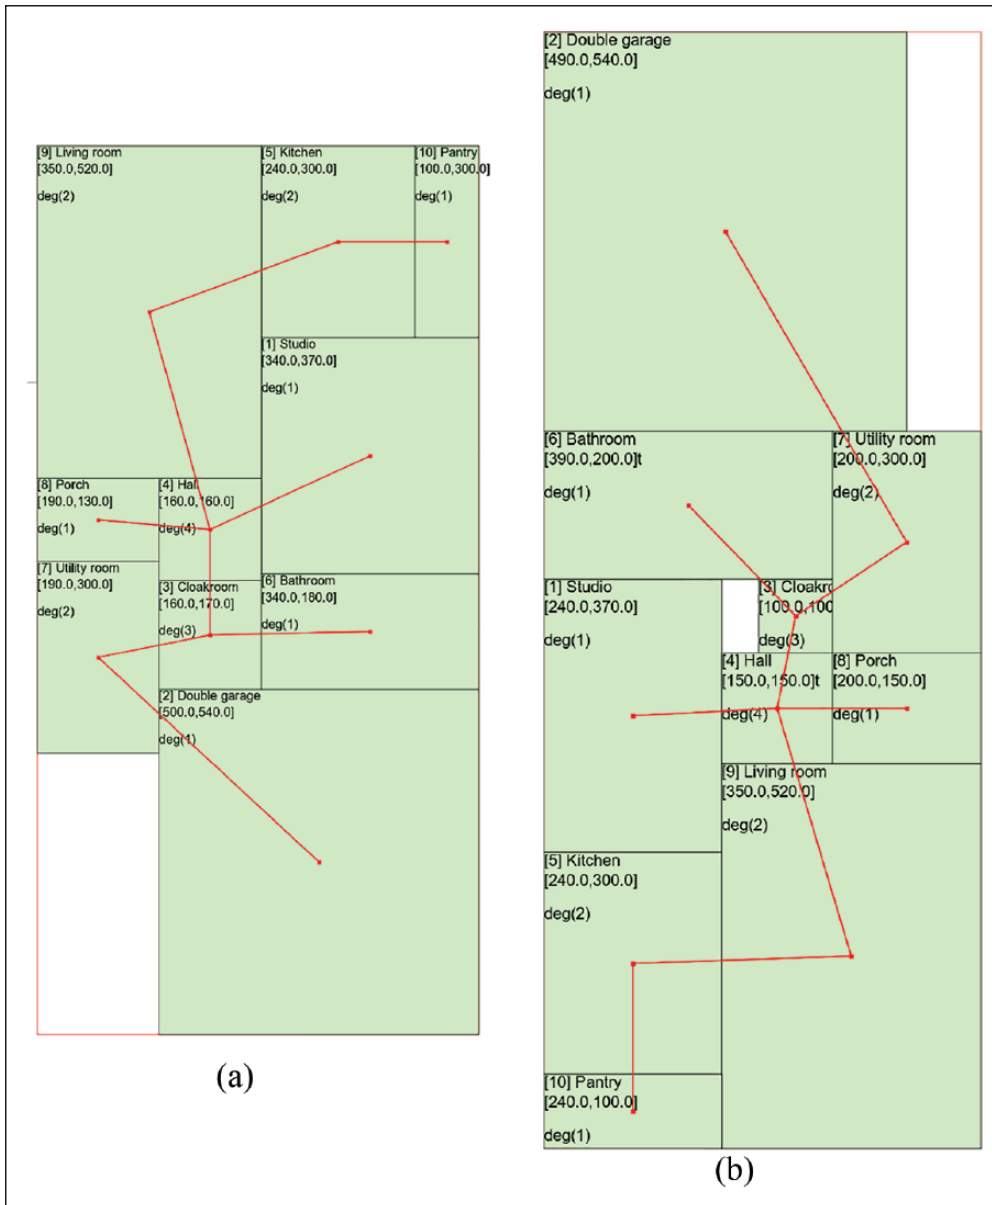 [9] Living room
[350.0,520.0]
deg(2)
[5] Kitchen
[240.0,300.0]
deg(2)
[10] Pantry
[100.0,300.0]
deg(1)
[1] Studio
[340.0,370.0]
deg(1)
[8] Porch
[190.0,130.0]
deg(1)
[4] Hall
[160.0,160.0]
deg(4)
[7] Utility room
[190.0,300.0]
deg(2)
[3] Cloakroom
[160.0,170.0]
deg(3)
[6] Bathroom
[340.0,180.0]
deg(1)
[2] Double garage
[500.0,540.0]
deg(1)
(a)
[2] Double garage
[490.0,540.0]
deg(1)
[6] Bathroom
[390.0,200.0]t
deg(1)
[7] Utility room
[200.0,300.0]
deg(2)
[1] Studio
[240.0,370.0]
deg(1)
[3] Cloakr
[100.0,100
deg(3)
[4] Hall
[150.0,150.0]t
deg(4)
[8] Porch
[200.0,150.0]
deg(1)
[9] Living room
[350.0,520.0]
deg(2)
[5] Kitchen
[240.0,300.0]
deg(2)
[10] Pantry
[240.0,100.0]
deg(1)
(b)